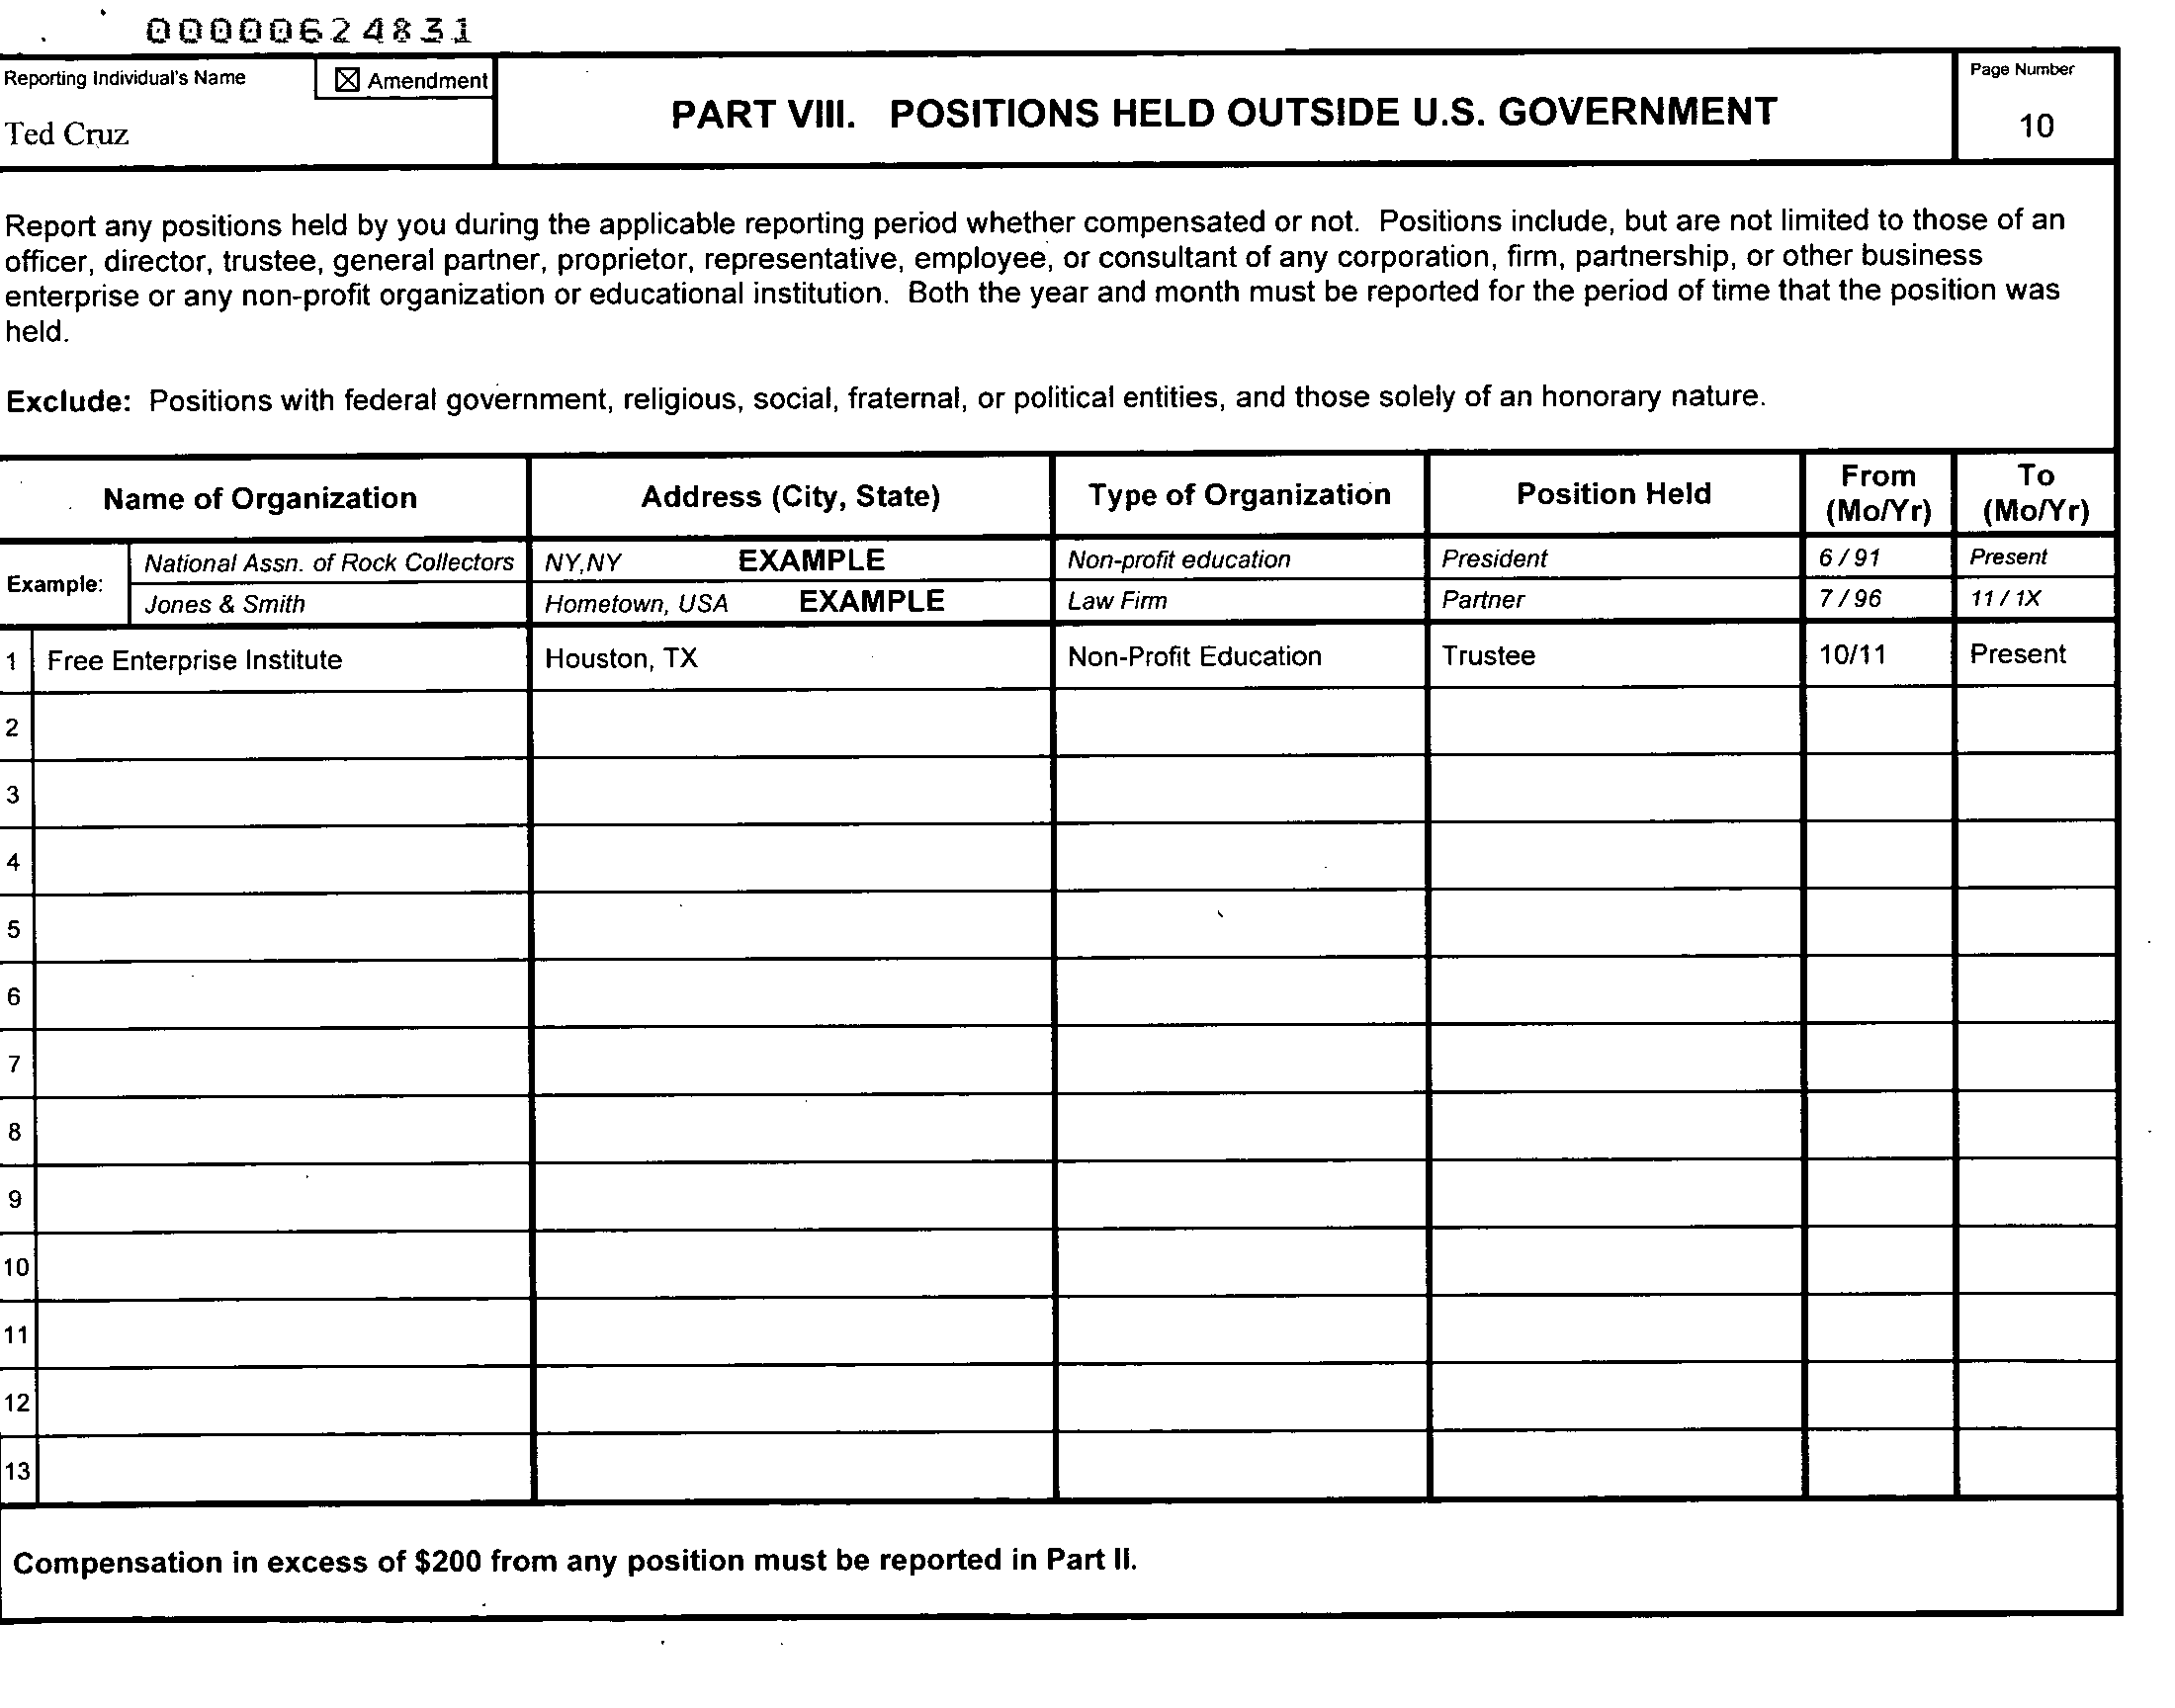 00000624831
Reporting Individual's Name
☒ Amendment
Ted Cruz
PART VIII. POSITIONS HELD OUTSIDE U.S. GOVERNMENT
Page Number
10
Report any positions held by you during the applicable reporting period whether compensated or not. Positions include, but are not limited to those of an
officer, director, trustee, general partner, proprietor, representative, employee, or consultant of any corporation, firm, partnership, or other business
enterprise or any non-profit organization or educational institution. Both the year and month must be reported for the period of time that the position was
held.
Exclude: Positions with federal government, religious, social, fraternal, or political entities, and those solely of an honorary nature.
Name of Organization Address (City, State) Type of Organization Position Held From (Mo/Yr) To (Mo/Yr)
Example:
National Assn. of Rock Collectors NY,NY EXAMPLE Non-profit education President 6 / 91 Present
Jones & Smith Hometown, USA EXAMPLE Law Firm Partner 7 / 96 11 / 1X
1 Free Enterprise Institute Houston, TX Non-Profit Education Trustee 10/11 Present
2
3
4
5
6
7
8
9
10
11
12
13
Compensation in excess of $200 from any position must be reported in Part II.